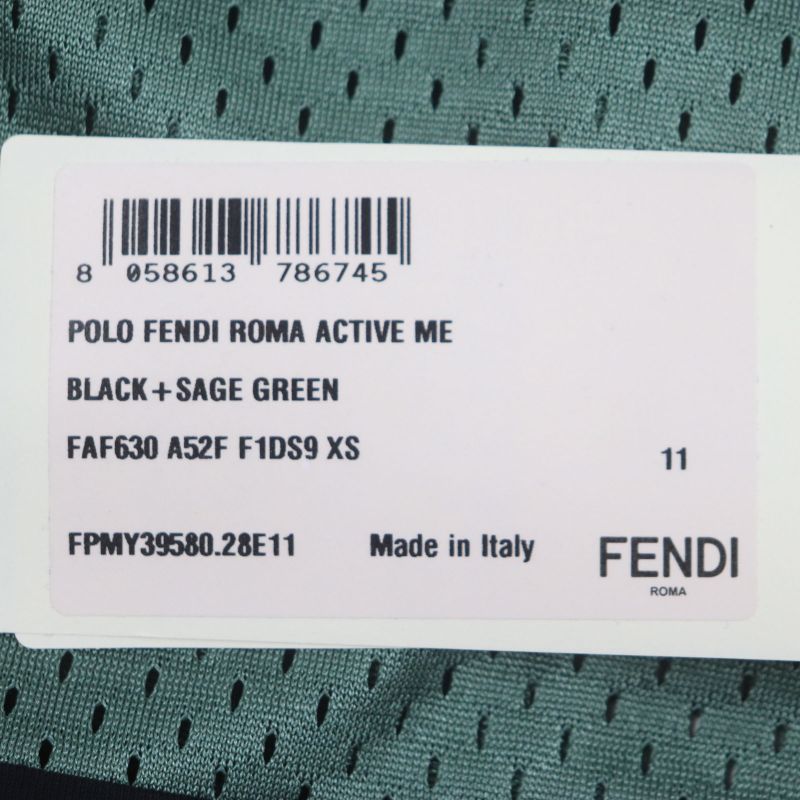 8 058613 786745
POLO FENDI ROMA ACTIVE ME
BLACK+SAGE GREEN
FAF630 A52F F1DS9 XS 11
FPMY39580.28E11 Made in Italy FENDI
ROMA